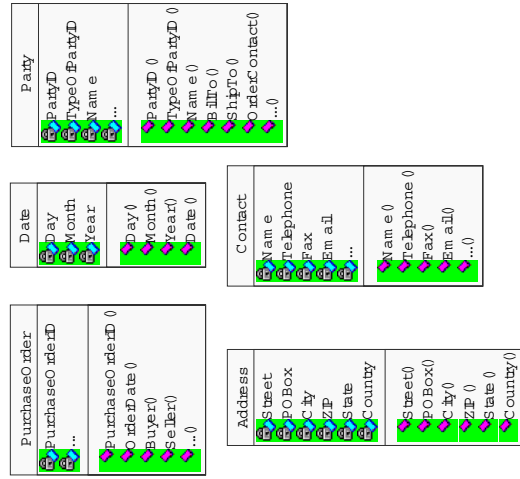 PurchaseOrder
PurchaseOrderID
...
PurchaseOrderID()
OrderDate()
Buyer()
Seller()
...()
Date
Day
Month
Year
Day()
Month()
Year()
Date()
Party
PartyID
TypeOfPartyID
Name
...
PartyID()
TypeOfPartyID()
Name()
BillTo()
ShipTo()
OrderContact()
...()
Address
Street
POBox
City
ZIP
State
Country
Street()
POBox()
City()
ZIP()
State()
Country()
Contact
Name
Telephone
Fax
Email
...
Name()
Telephone()
Fax()
Email()
...()